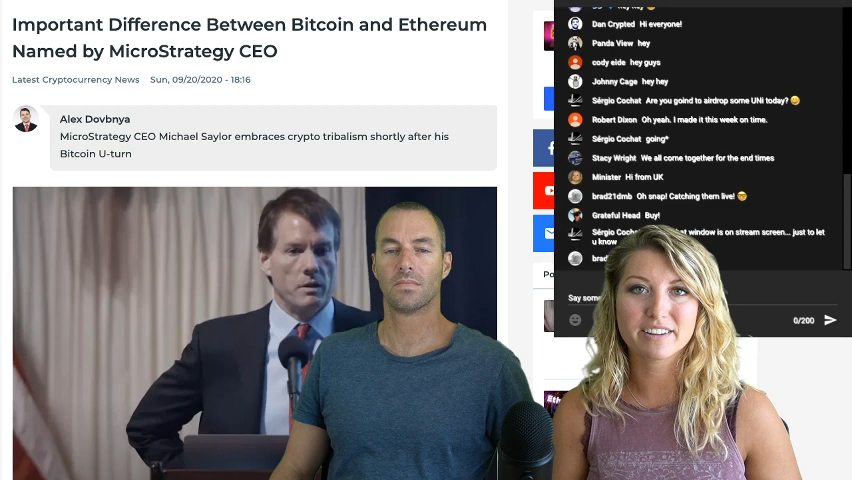 Important Difference Between Bitcoin and Ethereum
Named by MicroStrategy CEO
Latest Cryptocurrency News Sun, 09/20/2020 - 18:16
Alex Dovbnya
MicroStrategy CEO Michael Saylor embraces crypto tribalism shortly after his
Bitcoin U-turn
hey hey
Dan Crypted Hi everyone!
Panda View hey
cody eide hey guys
Johnny Cage hey hey
Sérgio Cochat Are you goind to airdrop some UNi today? 😀
Robert Dixon Oh yeah. I made it this week on time.
Sérgio Cochat going*
Stacy Wright We all come together for the end times
Minister Hi from UK
brad21dmb Oh snap! Catching them live! 🤓
Grateful Head Buy!
Sérgio window is on stream screen... just to let
u know
0/200